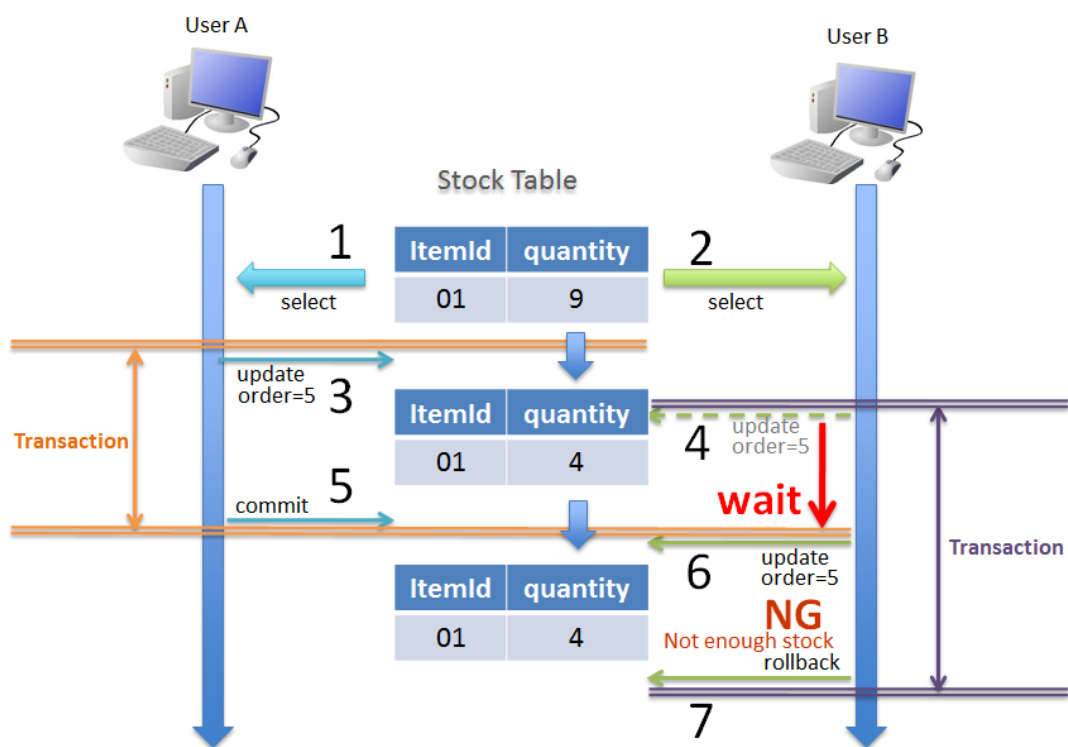 User A
User B
Stock Table
1
ItemId quantity
2
select
01 9
select
update
order=5
3
ItemId quantity
4
update
order=5
Transaction
01 4
5
commit
wait
Transaction
6
update
order=5
ItemId quantity
NG
01 4
Not enough stock
rollback
7